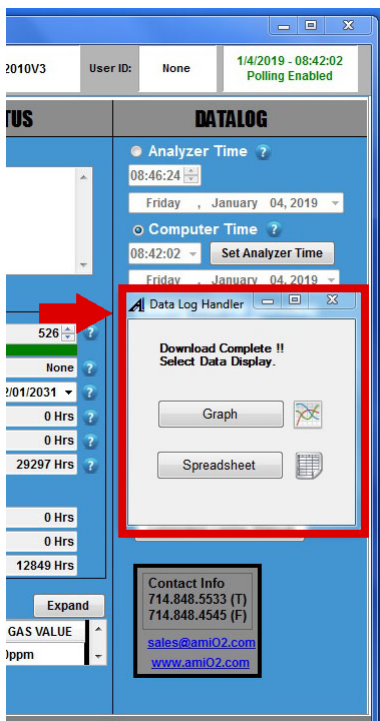 2010V3 User ID: None 1/4/2019 - 08:42:02
Polling Enabled
TUS DATALOG
Analyzer Time ?
08:46:24
Friday , January 04, 2019
Computer Time ?
08:42:02 Set Analyzer Time
Friday , January 04, 2019
Data Log Handler
Download Complete !!
Select Data Display.
Graph
Spreadsheet
526 ?
None ?
2/01/2031 ?
0 Hrs ?
0 Hrs ?
29297 Hrs ?
0 Hrs
0 Hrs
12849 Hrs
Expand
GAS VALUE
0ppm
Contact Info
714.848.5533 (T)
714.848.4545 (F)
sales@amiO2.com
www.amiO2.com